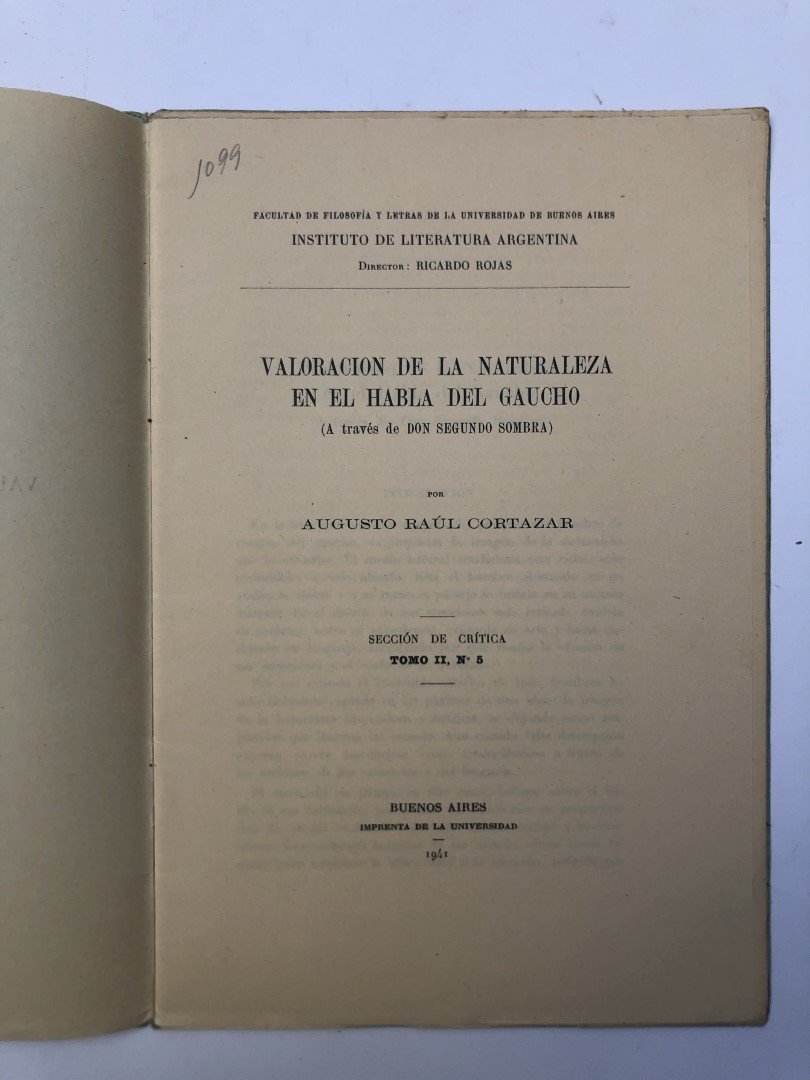 1099
FACULTAD DE FILOSOFÍA Y LETRAS DE LA UNIVERSIDAD DE BUENOS AIRES
INSTITUTO DE LITERATURA ARGENTINA
DIRECTOR: RICARDO ROJAS
VALORACION DE LA NATURALEZA
EN EL HABLA DEL GAUCHO
(A través de DON SEGUNDO SOMBRA)
POR
AUGUSTO RAÚL CORTAZAR
SECCIÓN DE CRÍTICA
TOMO II, Nº 5
BUENOS AIRES
IMPRENTA DE LA UNIVERSIDAD
1941